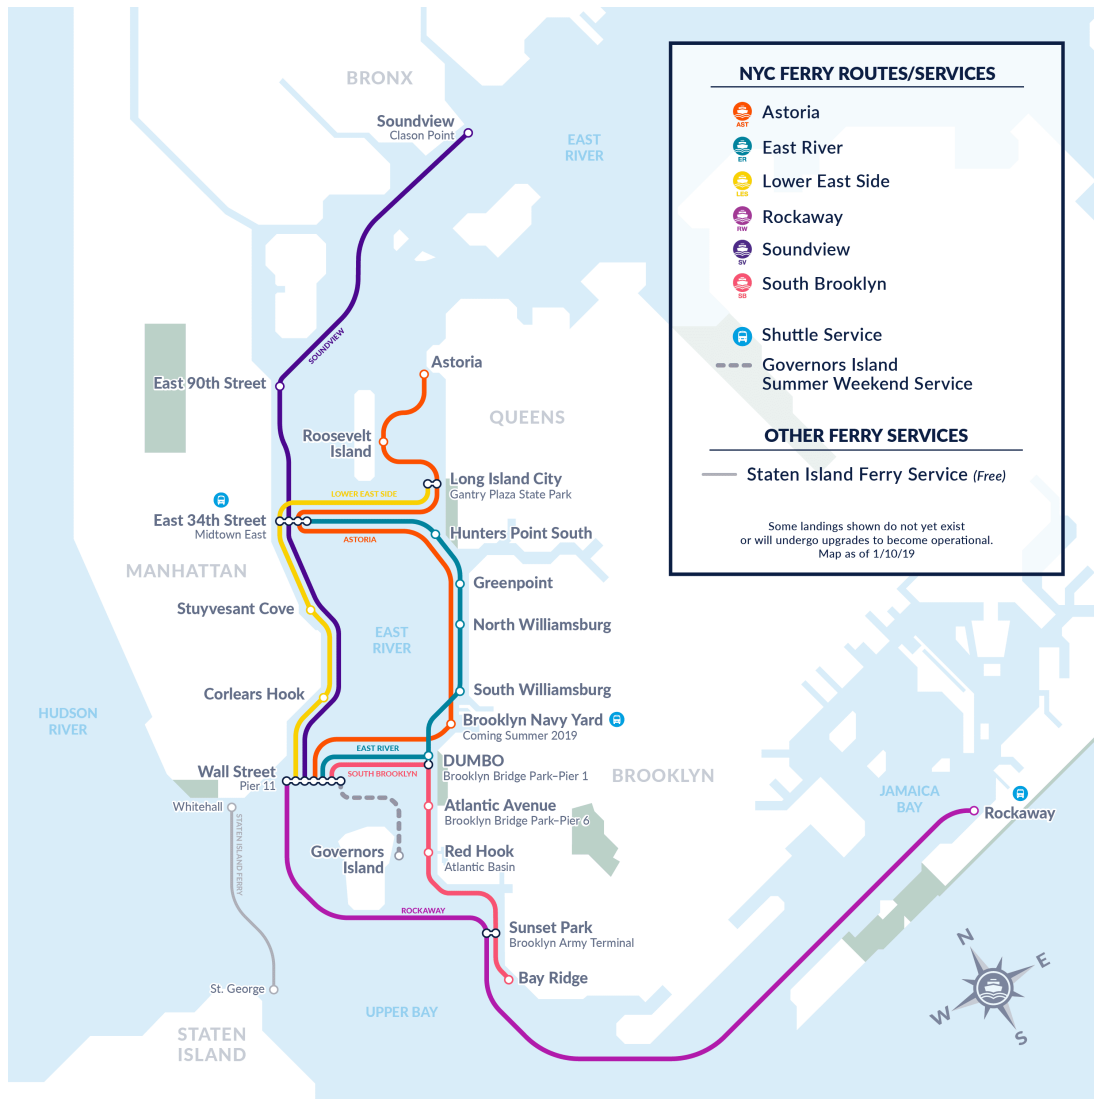 BRONX
Soundview
Clason Point
EAST
RIVER
NYC FERRY ROUTES/SERVICES
AST
Astoria
ER
East River
LES
Lower East Side
RW
Rockaway
SV
Soundview
SB
South Brooklyn
Shuttle Service
Governors Island
Summer Weekend Service
OTHER FERRY SERVICES
Staten Island Ferry Service (Free)
Some landings shown do not yet exist
or will undergo upgrades to become operational.
Map as of 1/10/19
SOUNDVIEW
East 90th Street
Astoria
QUEENS
Roosevelt
Island
Long Island City
Gantry Plaza State Park
LOWER EAST SIDE
East 34th Street
Midtown East
ASTORIA
Hunters Point South
MANHATTAN
Greenpoint
Stuyvesant Cove
North Williamsburg
EAST
RIVER
Corlears Hook
South Williamsburg
HUDSON
RIVER
Brooklyn Navy Yard
Coming Summer 2019
EAST RIVER
DUMBO
Brooklyn Bridge Park–Pier 1
SOUTH BROOKLYN
BROOKLYN
Wall Street
Pier 11
JAMAICA
BAY
Whitehall
STATEN ISLAND FERRY
Atlantic Avenue
Brooklyn Bridge Park–Pier 6
Rockaway
Governors
Island
Red Hook
Atlantic Basin
ROCKAWAY
Sunset Park
Brooklyn Army Terminal
Bay Ridge
St. George
UPPER BAY
STATEN
ISLAND
N
E
W
S